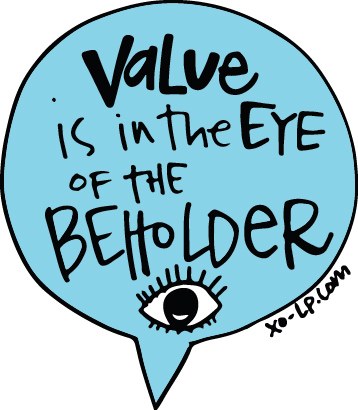 VaLUe
is in the EYE
OF THE
BEHOLDeR
xo-LP.com